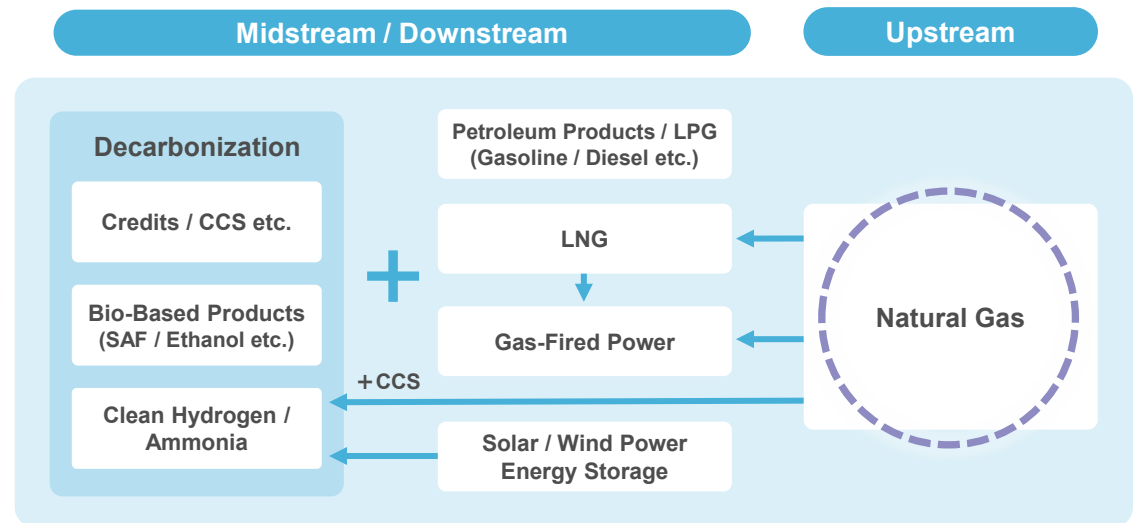 Midstream / Downstream
Upstream
Decarbonization
Credits / CCS etc.
Bio-Based Products
(SAF / Ethanol etc.)
Clean Hydrogen /
Ammonia
+
Petroleum Products / LPG
(Gasoline / Diesel etc.)
LNG
Gas-Fired Power
+CCS
Solar / Wind Power
Energy Storage
Natural Gas